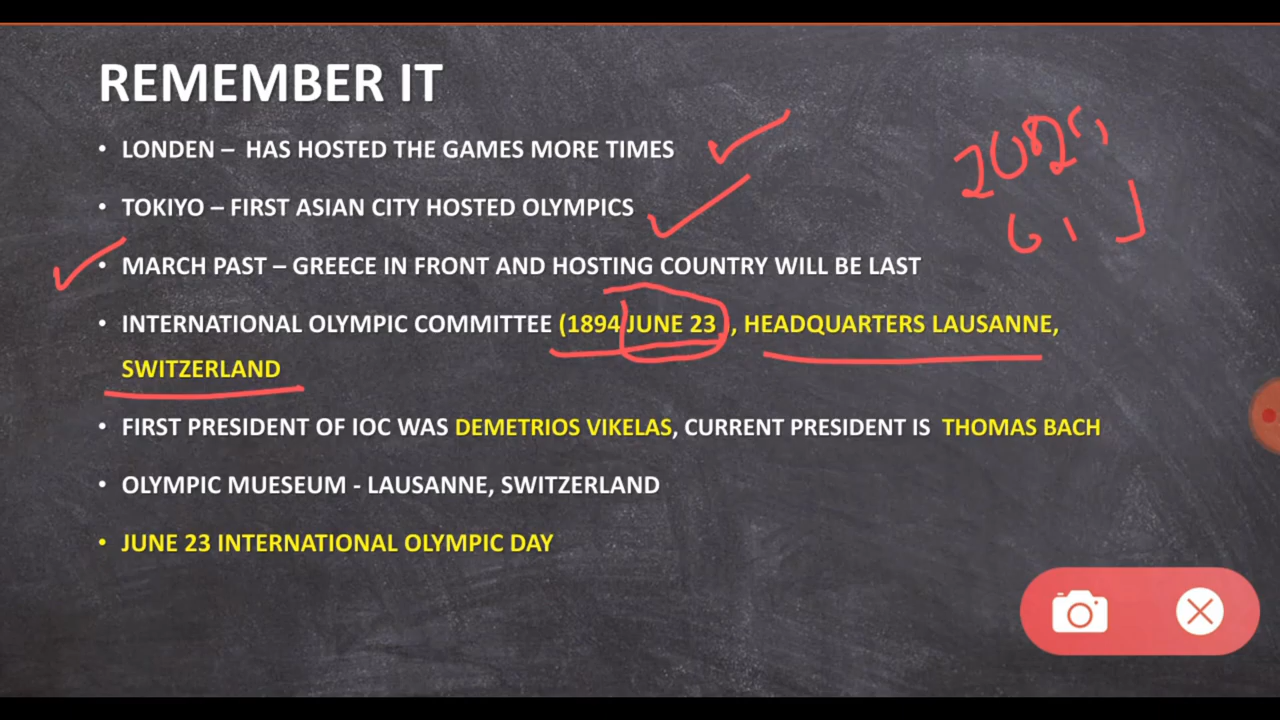 REMEMBER IT
• LONDEN – HAS HOSTED THE GAMES MORE TIMES
• TOKIYO – FIRST ASIAN CITY HOSTED OLYMPICS
• MARCH PAST – GREECE IN FRONT AND HOSTING COUNTRY WILL BE LAST
• INTERNATIONAL OLYMPIC COMMITTEE (1894 JUNE 23 ) , HEADQUARTERS LAUSANNE,
SWITZERLAND
• FIRST PRESIDENT OF IOC WAS DEMETRIOS VIKELAS, CURRENT PRESIDENT IS THOMAS BACH
• OLYMPIC MUESEUM - LAUSANNE, SWITZERLAND
• JUNE 23 INTERNATIONAL OLYMPIC DAY